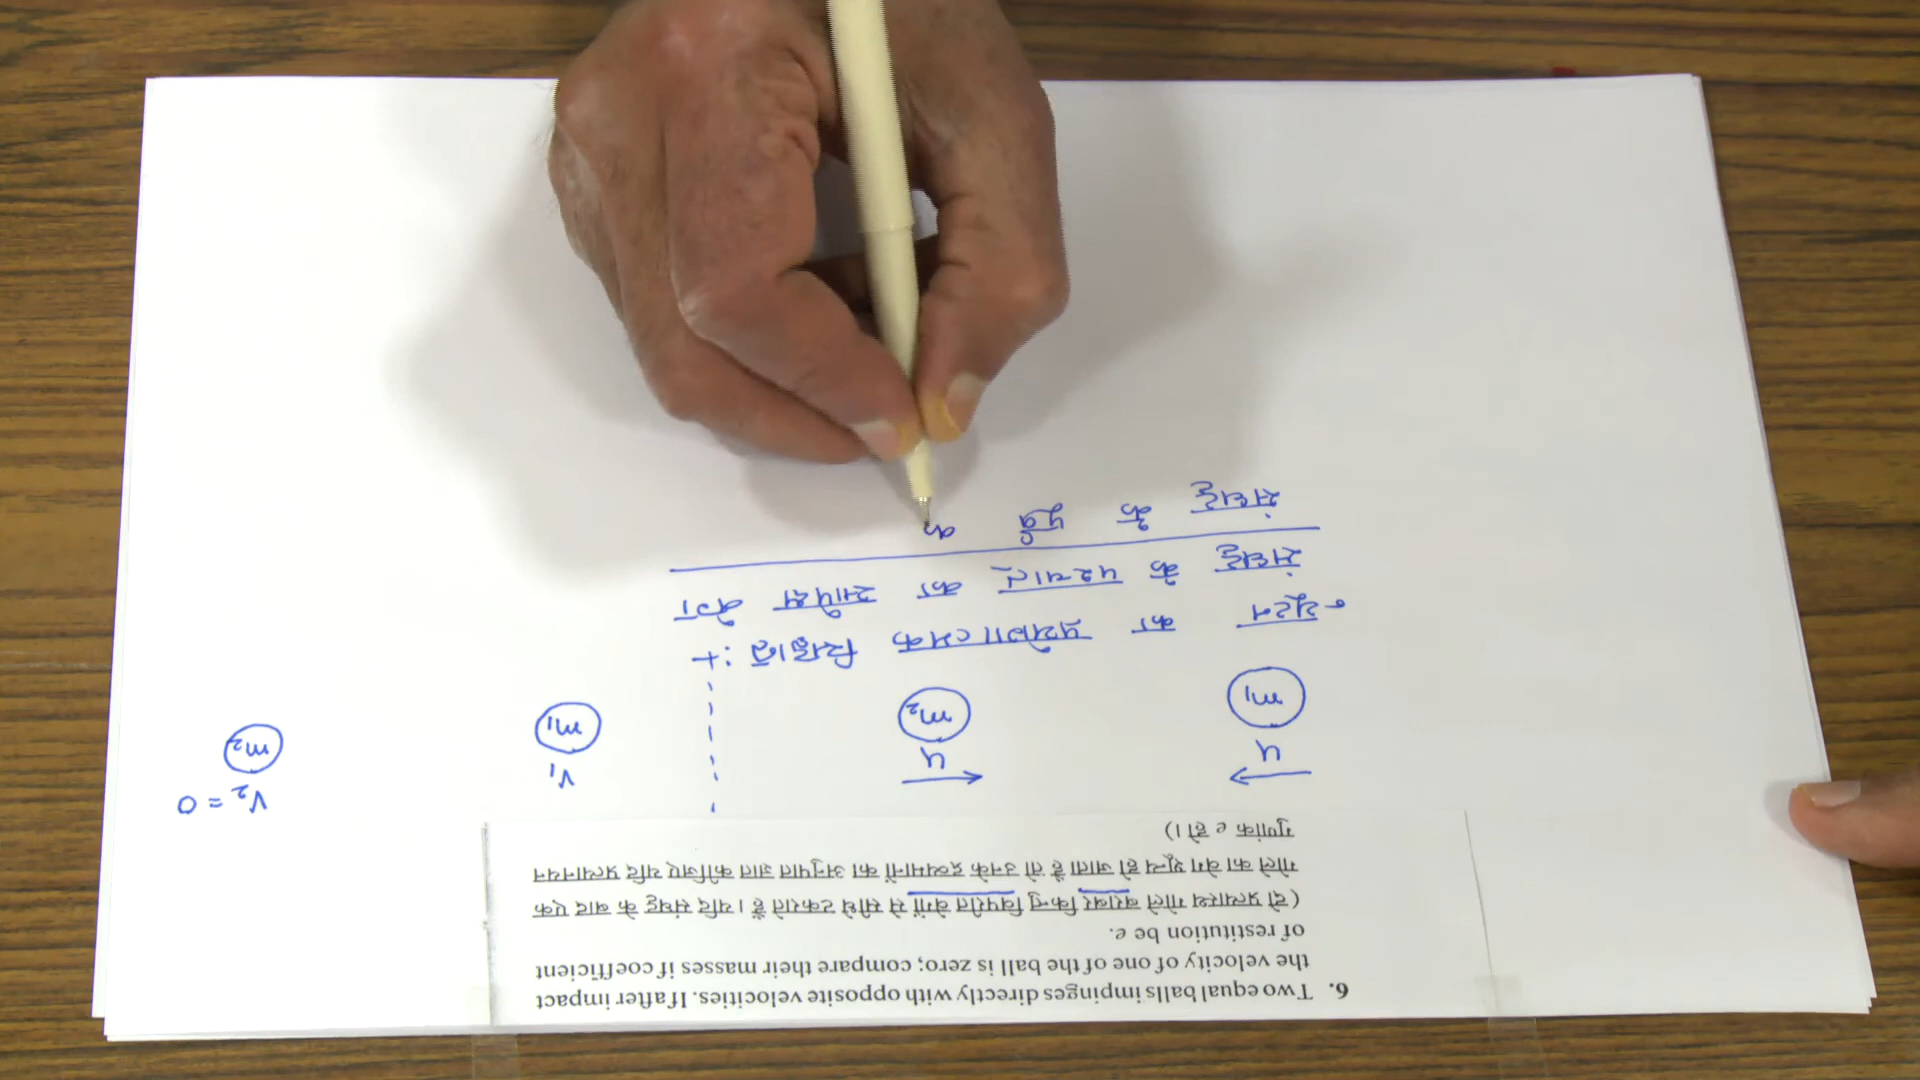 6. Two equal balls impinges directly with opposite velocities. If after impact
the velocity of one of the ball is zero; compare their masses if coefficient
of restitution be e.
(दो प्रत्यास्थ गोले बराबर किन्तु विपरीत वेगों से सीधे टकराते हैं। यदि संघट्ट के बाद एक
गोले का वेग शून्य हो जाता है तो उनके द्रव्यमानों का अनुपात ज्ञात कीजिए यदि प्रत्यानयन
गुणांक e हो।)
u u v₁ v₂ = 0
m₁ m₂ m₁ m₂
न्यूटन का प्रयोगात्मक सिद्धांत :+
संघट्ट के पश्चात् का आपेक्ष वेग
संघट्ट के पूर्व क